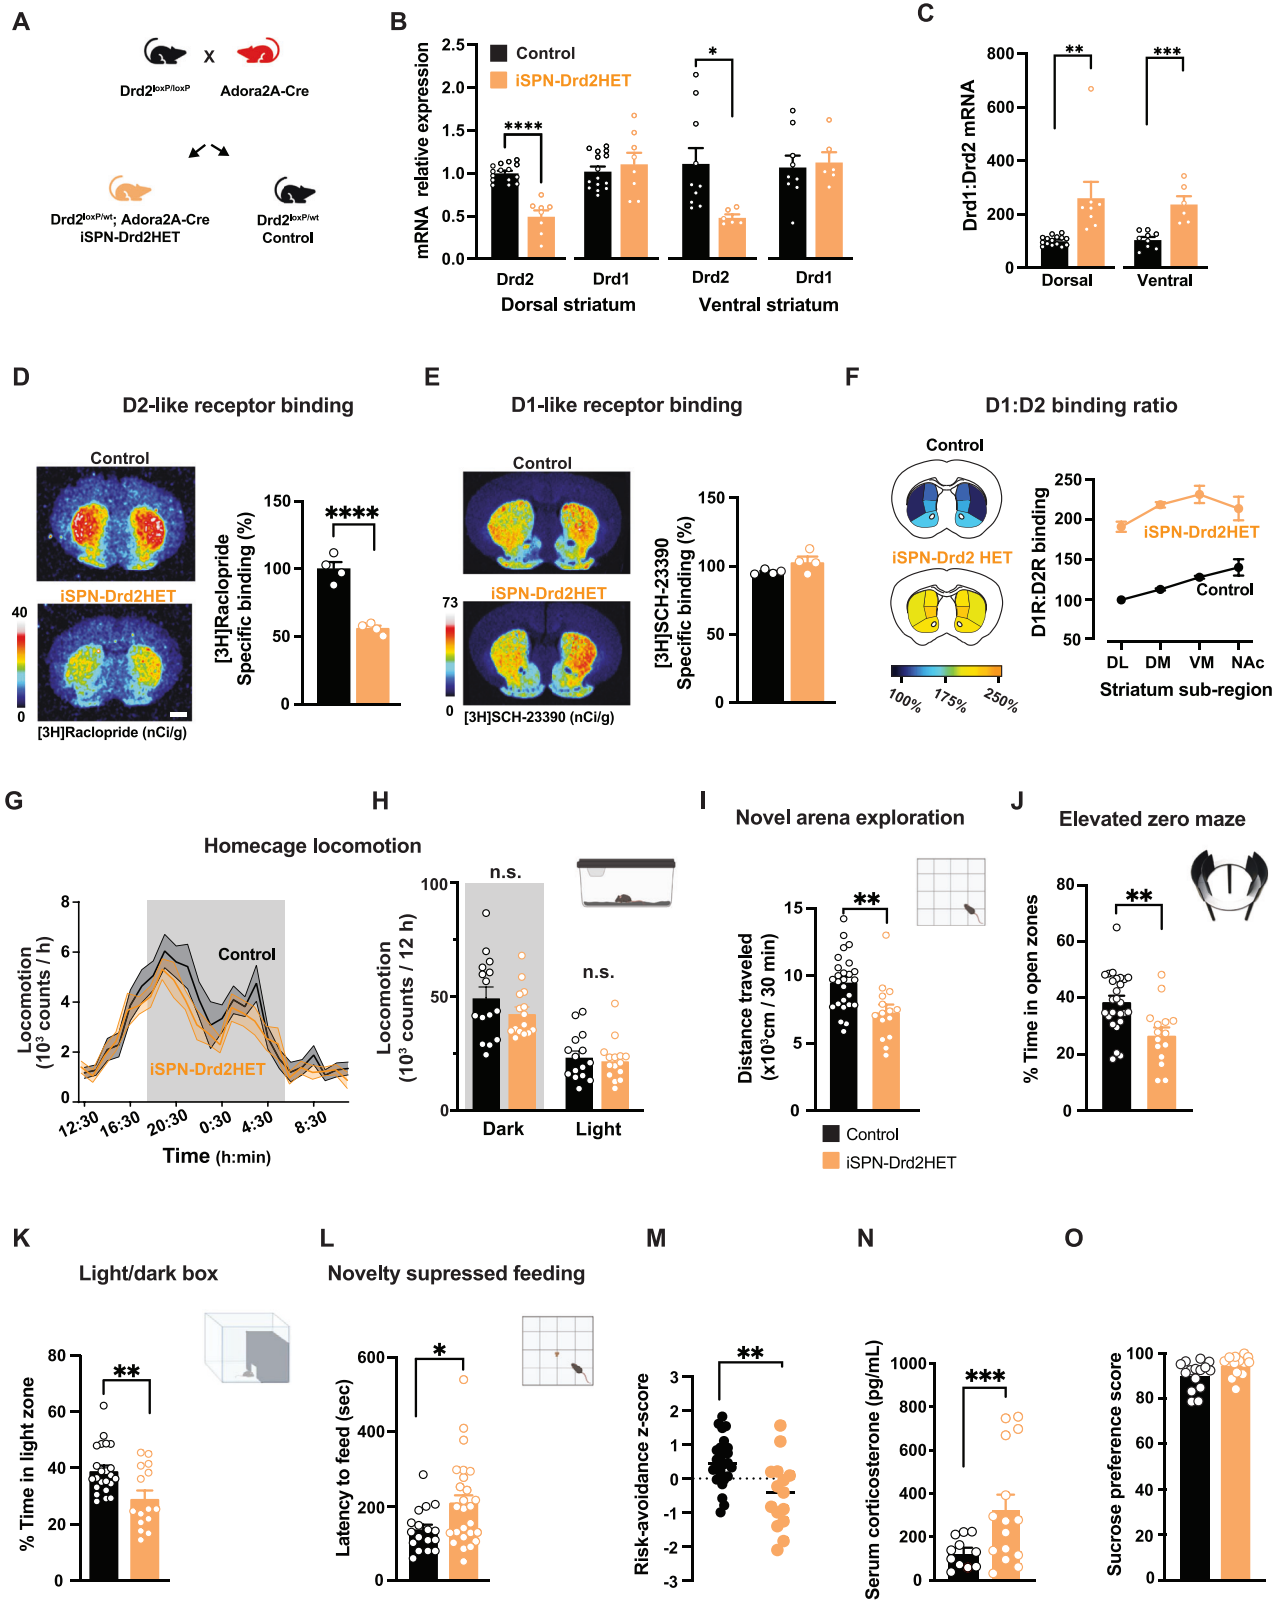 A
X
Drd2loxP/loxP
Adora2A-Cre
Drd2loxP/wt; Adora2A-Cre
iSPN-Drd2HET
Drd2loxP/wt
Control
B
mRNA relative expression
2.5
2.0
1.5
1.0
0.5
0.0
Control
iSPN-Drd2HET
****
*
Drd2
Drd1
Drd2
Drd1
Dorsal striatum
Ventral striatum
C
Drd1:Drd2 mRNA
800
600
400
200
0
**
***
Dorsal
Ventral
D
D2-like receptor binding
Control
iSPN-Drd2HET
40
0
[3H]Raclopride (nCi/g)
[3H]Raclopride
Specific binding (%)
150
100
50
0
****
E
D1-like receptor binding
Control
iSPN-Drd2HET
73
0
[3H]SCH-23390 (nCi/g)
[3H]SCH-23390
Specific binding (%)
150
100
50
0
F
D1:D2 binding ratio
Control
iSPN-Drd2 HET
100%
175%
250%
D1R:D2R binding
250
200
150
100
50
iSPN-Drd2HET
Control
DL
DM
VM
NAc
Striatum sub-region
G
Homecage locomotion
Locomotion
(10³ counts / h)
8
6
4
2
0
Control
iSPN-Drd2HET
12:30
16:30
20:30
0:30
4:30
8:30
Time (h:min)
H
Locomotion
(10³ counts / 12 h)
100
50
0
n.s.
n.s.
Dark
Light
I
Novel arena exploration
Distance traveled
(x10³cm / 30 min)
15
10
5
0
**
Control
iSPN-Drd2HET
J
Elevated zero maze
% Time in open zones
80
60
40
20
0
**
K
Light/dark box
% Time in light zone
80
60
40
20
0
**
L
Novelty supressed feeding
Latency to feed (sec)
600
400
200
0
*
M
Risk-avoidance z-score
3
2
1
0
-1
-2
-3
**
N
Serum corticosterone (pg/mL)
1000
800
600
400
200
0
***
O
Sucrose preference score
100
80
60
40
20
0